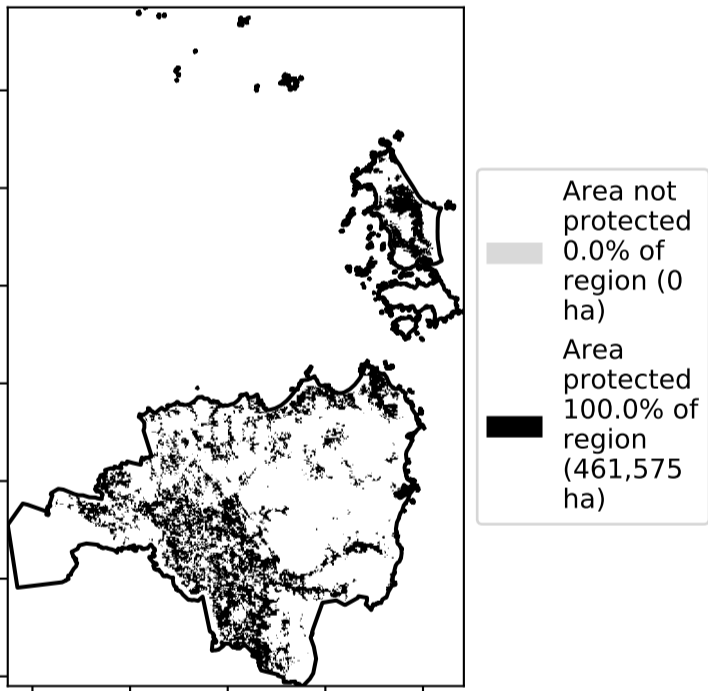 Area not
protected
0.0% of
region (0
ha)
Area
protected
100.0% of
region
(461,575
ha)